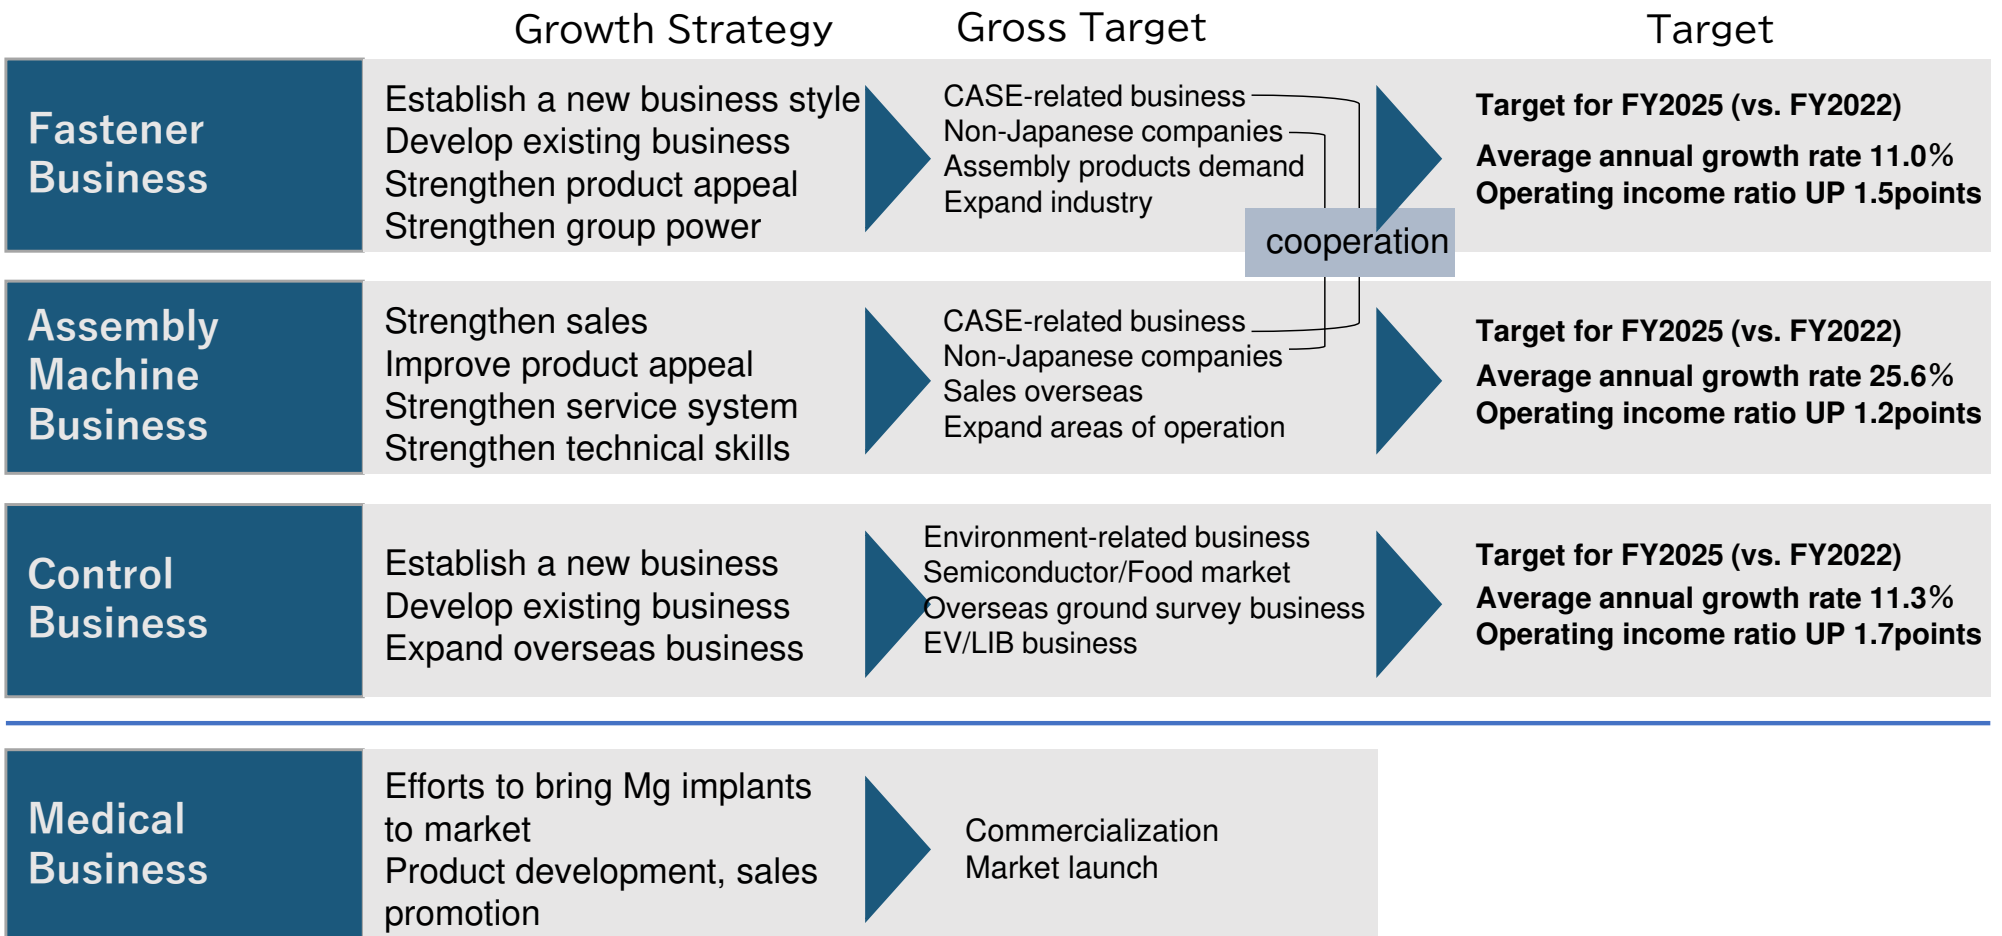 Growth Strategy
Gross Target
Target
Fastener
Business
Establish a new business style
Develop existing business
Strengthen product appeal
Strengthen group power
CASE-related business
Non-Japanese companies
Assembly products demand
Expand industry
Target for FY2025 (vs. FY2022)
Average annual growth rate 11.0%
Operating income ratio UP 1.5points
cooperation
Assembly
Machine
Business
Strengthen sales
Improve product appeal
Strengthen service system
Strengthen technical skills
CASE-related business
Non-Japanese companies
Sales overseas
Expand areas of operation
Target for FY2025 (vs. FY2022)
Average annual growth rate 25.6%
Operating income ratio UP 1.2points
Control
Business
Establish a new business
Develop existing business
Expand overseas business
Environment-related business
Semiconductor/Food market
Overseas ground survey business
EV/LIB business
Target for FY2025 (vs. FY2022)
Average annual growth rate 11.3%
Operating income ratio UP 1.7points
Medical
Business
Efforts to bring Mg implants
to market
Product development, sales
promotion
Commercialization
Market launch